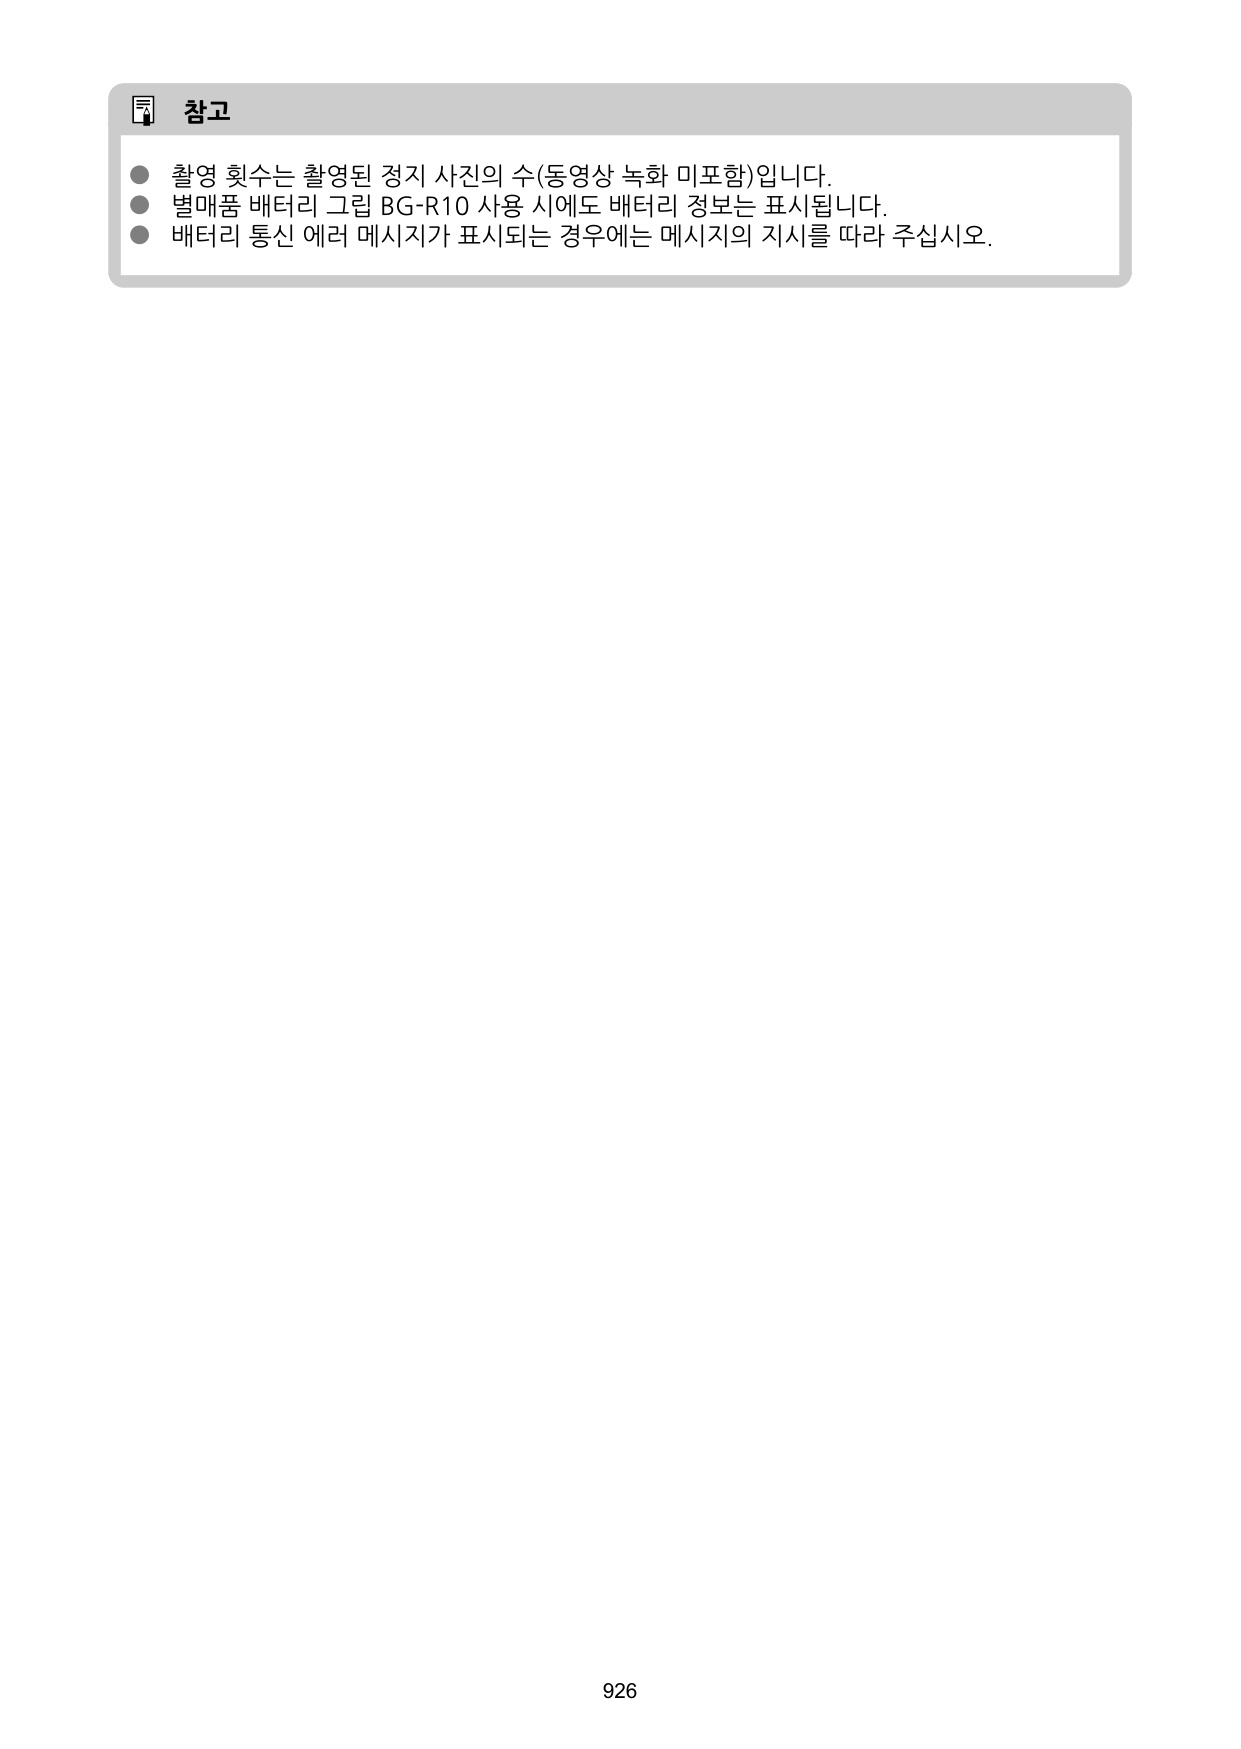 참고
● 촬영 횟수는 촬영된 정지 사진의 수(동영상 녹화 미포함)입니다.
● 별매품 배터리 그립 BG-R10 사용 시에도 배터리 정보는 표시됩니다.
● 배터리 통신 에러 메시지가 표시되는 경우에는 메시지의 지시를 따라 주십시오.
926